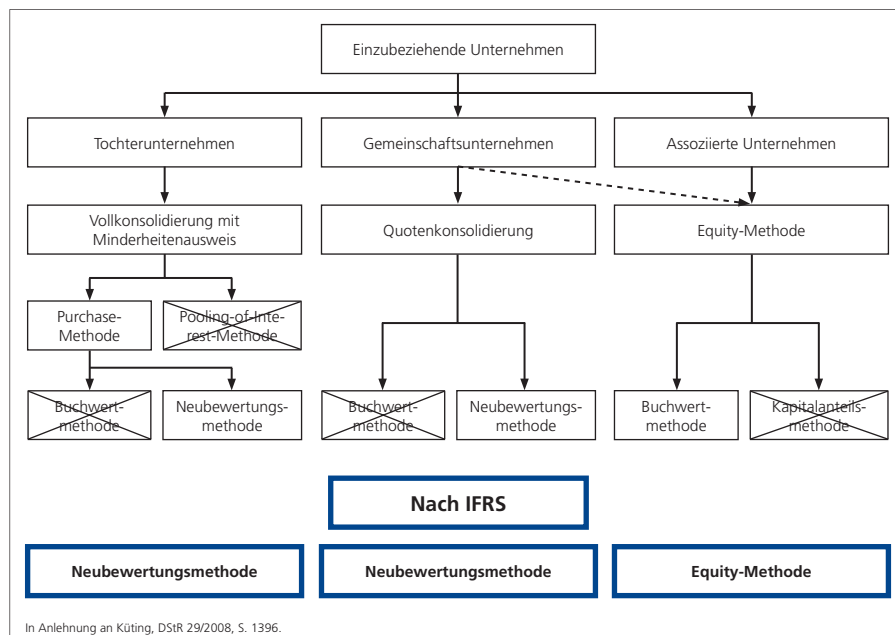 Einzubeziehende Unternehmen
Tochterunternehmen
Gemeinschaftsunternehmen
Assoziierte Unternehmen
Vollkonsolidierung mit
Minderheitenausweis
Quotenkonsolidierung
Equity-Methode
Purchase-
Methode
Pooling-of-Inte-
rest-Methode
Buchwert-
methode
Neubewertungs-
methode
Buchwert-
methode
Neubewertungs-
methode
Buchwert-
methode
Kapitalanteils-
methode
Nach IFRS
Neubewertungsmethode
Neubewertungsmethode
Equity-Methode
In Anlehnung an Küting, DStR 29/2008, S. 1396.